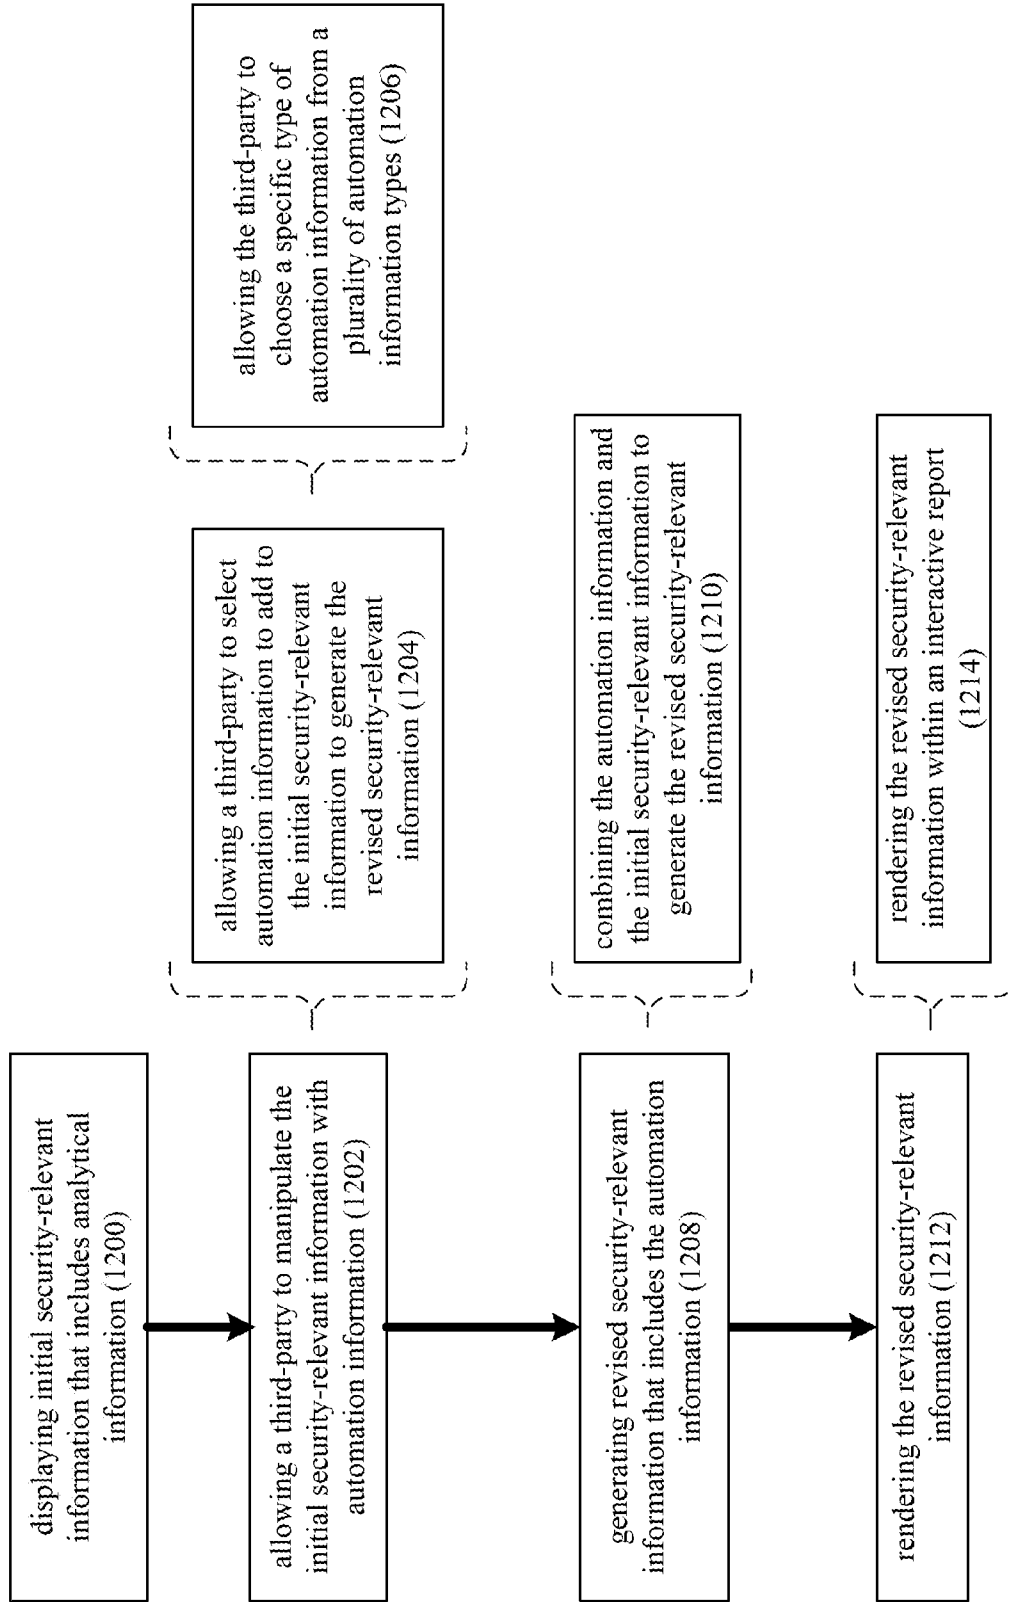 displaying initial security-relevant
information that includes analytical
information (1200)
allowing a third-party to manipulate the
initial security-relevant information with
automation information (1202)
allowing a third-party to select
automation information to add to
the initial security-relevant
information to generate the
revised security-relevant
information (1204)
allowing the third-party to
choose a specific type of
automation information from a
plurality of automation
information types (1206)
generating revised security-relevant
information that includes the automation
information (1208)
combining the automation information and
the initial security-relevant information to
generate the revised security-relevant
information (1210)
rendering the revised security-relevant
information (1212)
rendering the revised security-relevant
information within an interactive report
(1214)